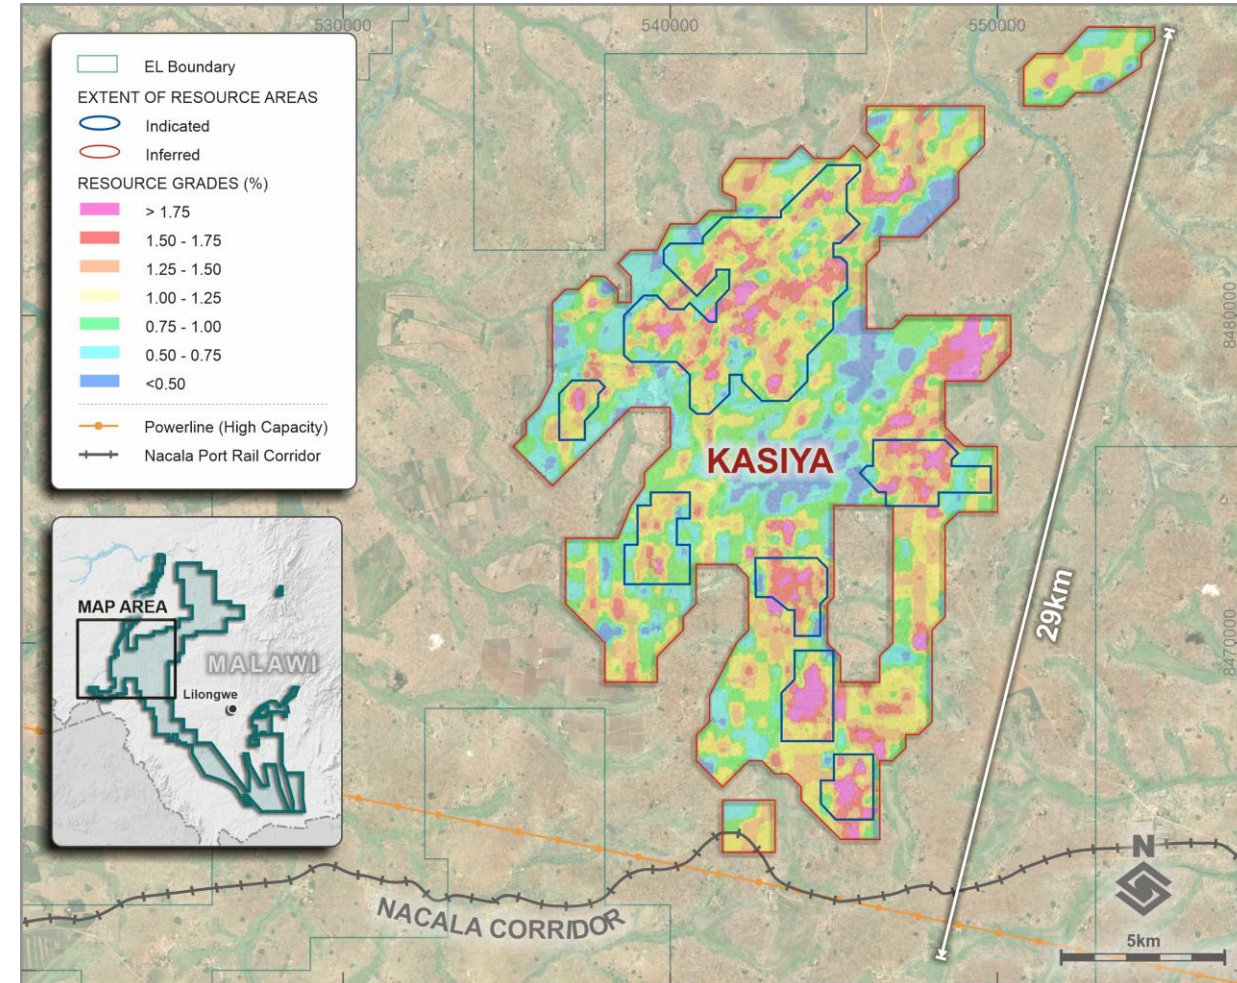 530000
540000
550000
EL Boundary
EXTENT OF RESOURCE AREAS
Indicated
Inferred
RESOURCE GRADES (%)
> 1.75
1.50 - 1.75
1.25 - 1.50
1.00 - 1.25
0.75 - 1.00
0.50 - 0.75
<0.50
Powerline (High Capacity)
Nacala Port Rail Corridor
8480000
KASIYA
MAP AREA
MALAWI
Lilongwe
29km
8470000
NACALA CORRIDOR
N
5km